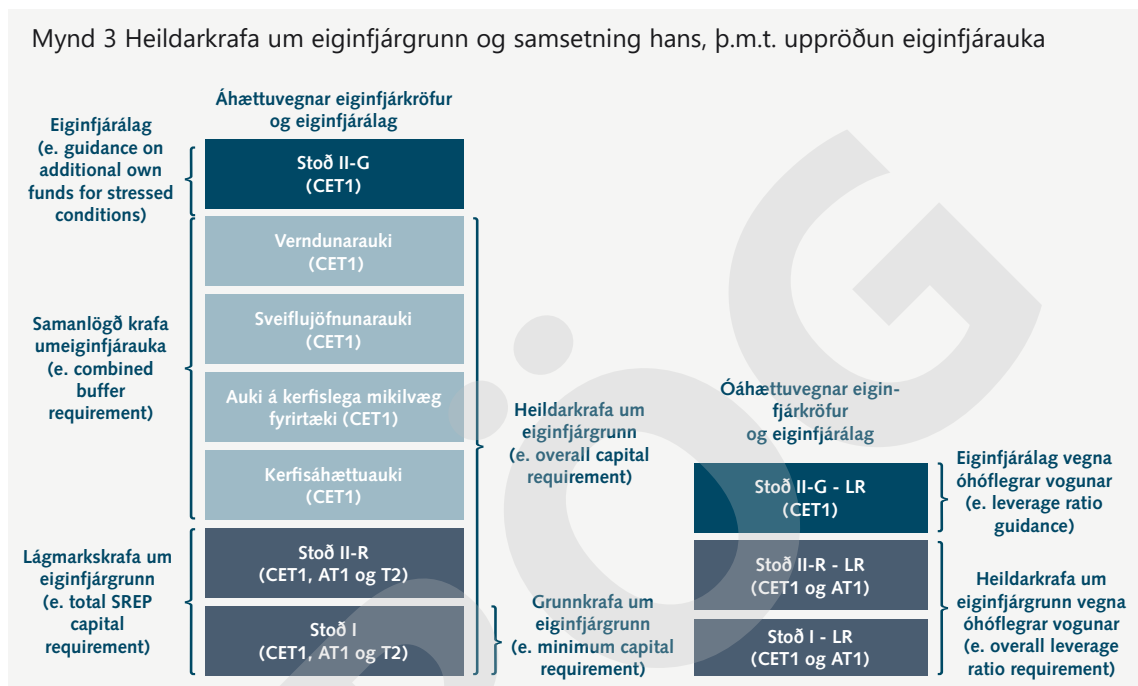 Mynd 3 Heildarkrafa um eiginfjárgrunn og samsetning hans, þ.m.t. uppröðun eiginfjárauka
Áhættuvegnar eiginfjárkröfur
og eiginfjárálag
Eiginfjárálag
(e. guidance on
additional own
funds for stressed
conditions)
Stoð II-G
(CET1)
Verndunarauki
(CET1)
Sveiflujöfnunarauki
(CET1)
Auki á kerfislega mikilvæg
fyrirtæki (CET1)
Kerfisáhættuauki
(CET1)
Samanlögð krafa
umeiginfjárauka
(e. combined
buffer
requirement)
Stoð II-R
(CET1, AT1 og T2)
Stoð I
(CET1, AT1 og T2)
Lágmarkskrafa um
eiginfjárgrunn
(e. total SREP
capital
requirement)
Heildarkrafa um
eiginfjárgrunn
(e. overall capital
requirement)
Grunnkrafa um
eiginfjárgrunn
(e. minimum capital
requirement)
Óáhættuvegnar eigin-
fjárkröfur
og eiginfjárálag
Stoð II-G - LR
(CET1)
Stoð II-R - LR
(CET1 og AT1)
Stoð I - LR
(CET1 og AT1)
Eiginfjárálag vegna
óhóflegrar vogunar
(e. leverage ratio
guidance)
Heildarkrafa um
eiginfjárgrunn vegna
óhóflegrar vogunar
(e. overall leverage
ratio requirement)